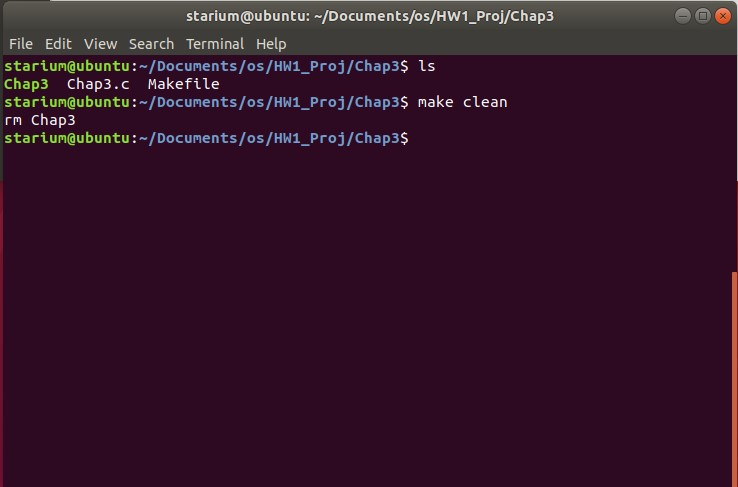 starium@ubuntu: ~/Documents/os/HW1_Proj/Chap3
File Edit View Search Terminal Help
starium@ubuntu:~/Documents/os/HW1_Proj/Chap3$ ls
Chap3  Chap3.c  Makefile
starium@ubuntu:~/Documents/os/HW1_Proj/Chap3$ make clean
rm Chap3
starium@ubuntu:~/Documents/os/HW1_Proj/Chap3$